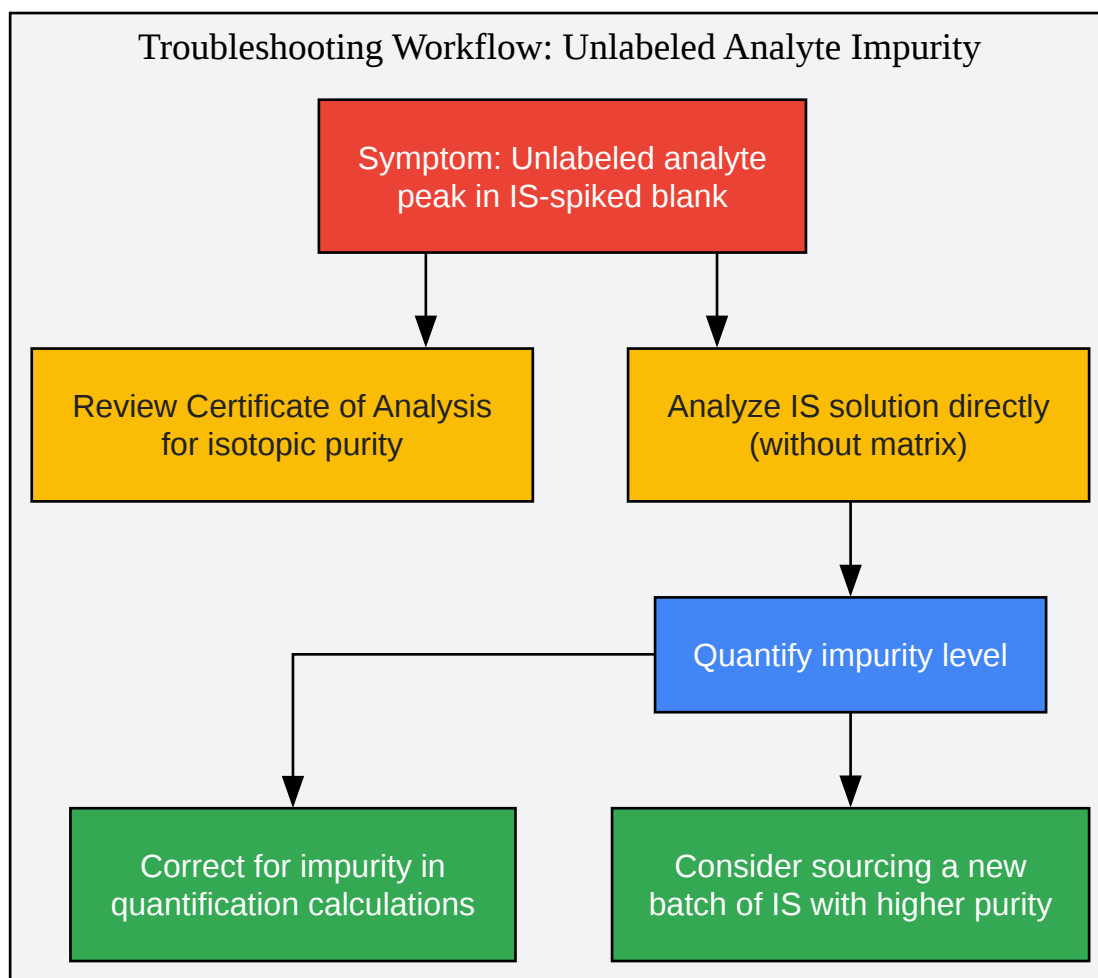 Troubleshooting Workflow: Unlabeled Analyte Impurity
Symptom: Unlabeled analyte
peak in IS-spiked blank
Review Certificate of Analysis
for isotopic purity
Analyze IS solution directly
(without matrix)
Quantify impurity level
Correct for impurity in
quantification calculations
Consider sourcing a new
batch of IS with higher purity